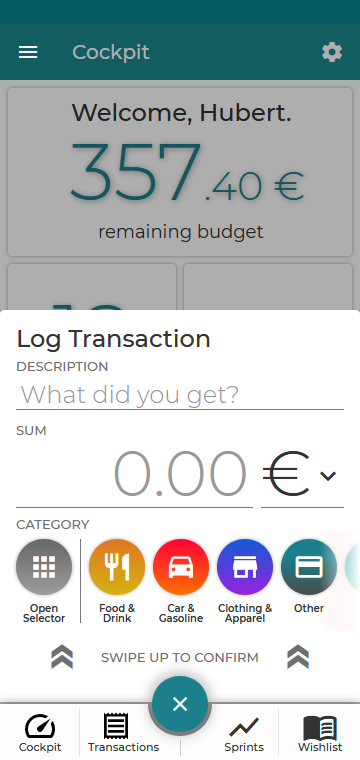 Cockpit
Welcome, Hubert.
357.40 €
remaining budget
Log Transaction
DESCRIPTION
What did you get?
SUM
0.00 €
CATEGORY
Open Selector
Food & Drink
Car & Gasoline
Clothing & Apparel
Other
SWIPE UP TO CONFIRM
Cockpit
Transactions
Sprints
Wishlist